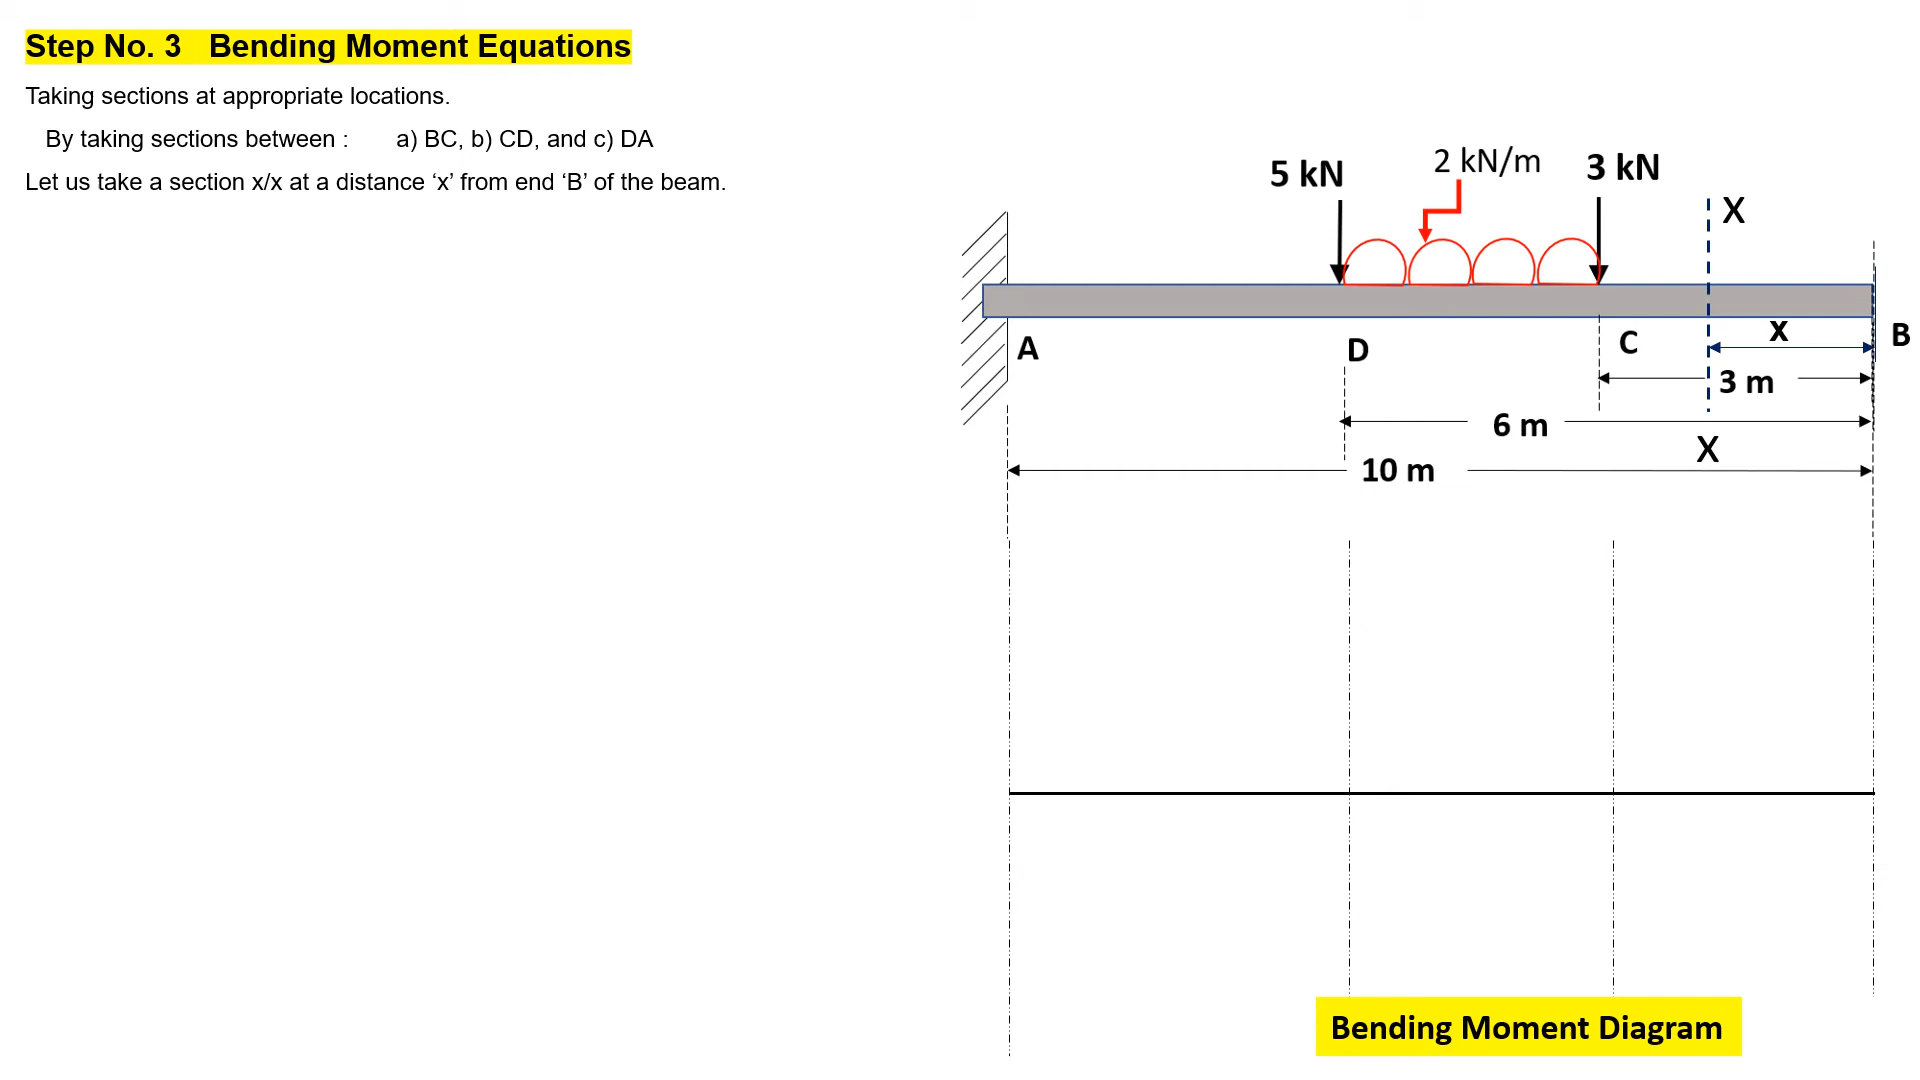 Step No. 3 Bending Moment Equations
Taking sections at appropriate locations.
By taking sections between : a) BC, b) CD, and c) DA
Let us take a section x/x at a distance ‘x’ from end ‘B’ of the beam.
5 kN
2 kN/m
3 kN
X
A
D
C
x
B
3 m
6 m
X
10 m
Bending Moment Diagram